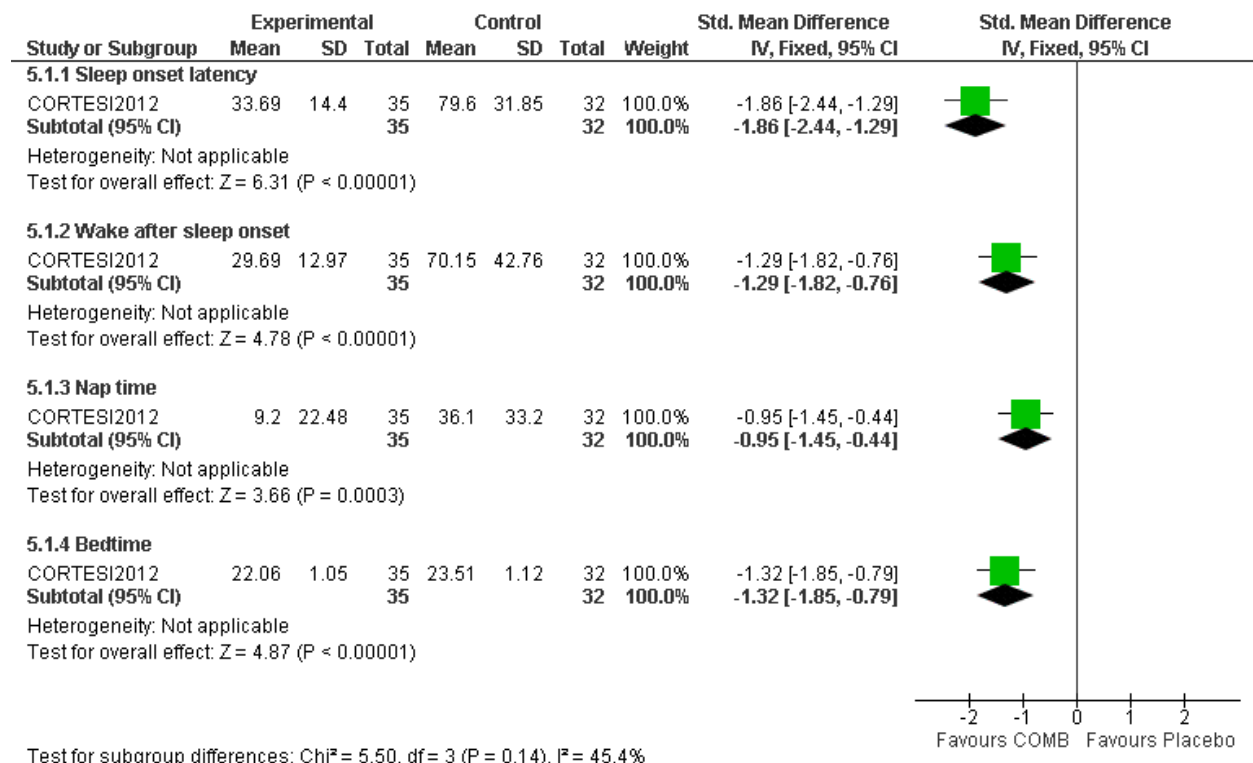 Experimental Control Std. Mean Difference Std. Mean Difference
Study or Subgroup Mean SD Total Mean SD Total Weight IV, Fixed, 95% CI IV, Fixed, 95% CI
5.1.1 Sleep onset latency
CORTESI2012 33.69 14.4 35 79.6 31.85 32 100.0% -1.86 [-2.44, -1.29]
Subtotal (95% CI) 35 32 100.0% -1.86 [-2.44, -1.29]
Heterogeneity: Not applicable
Test for overall effect: Z = 6.31 (P < 0.00001)
5.1.2 Wake after sleep onset
CORTESI2012 29.69 12.97 35 70.15 42.76 32 100.0% -1.29 [-1.82, -0.76]
Subtotal (95% CI) 35 32 100.0% -1.29 [-1.82, -0.76]
Heterogeneity: Not applicable
Test for overall effect: Z = 4.78 (P < 0.00001)
5.1.3 Nap time
CORTESI2012 9.2 22.48 35 36.1 33.2 32 100.0% -0.95 [-1.45, -0.44]
Subtotal (95% CI) 35 32 100.0% -0.95 [-1.45, -0.44]
Heterogeneity: Not applicable
Test for overall effect: Z = 3.66 (P = 0.0003)
5.1.4 Bedtime
CORTESI2012 22.06 1.05 35 23.51 1.12 32 100.0% -1.32 [-1.85, -0.79]
Subtotal (95% CI) 35 32 100.0% -1.32 [-1.85, -0.79]
Heterogeneity: Not applicable
Test for overall effect: Z = 4.87 (P < 0.00001)
-2 -1 0 1 2
Favours COMB Favours Placebo
Test for subgroup differences: Chi² = 5.50, df = 3 (P = 0.14), I² = 45.4%